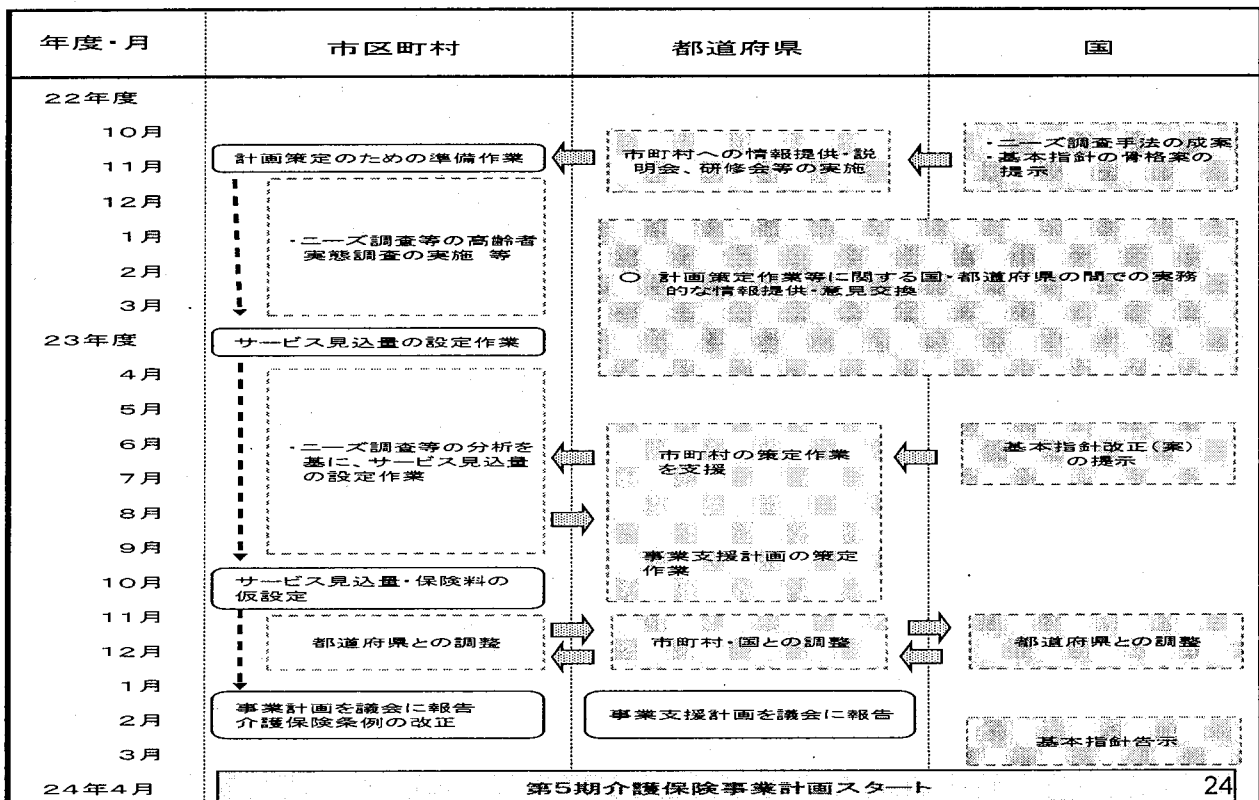 年度・月
市区町村
都道府県
国
22年度
10月
11月
12月
1月
2月
3月
23年度
4月
5月
6月
7月
8月
9月
10月
11月
12月
1月
2月
3月
24年4月
計画策定のための準備作業
・ニーズ調査等の高齢者
実態調査の実施 等
サービス見込量の設定作業
・ニーズ調査等の分析を
基に、サービス見込量
の設定作業
サービス見込量・保険料の
仮設定
都道府県との調整
事業計画を議会に報告
介護保険条例の改正
市町村への情報提供・説
明会、研修会等の実施
○ 計画策定作業等に関する国・都道府県の間での実務
的な情報提供・意見交換
市町村の策定作業
を支援
事業支援計画の策定
作業
市町村・国との調整
事業支援計画を議会に報告
・ニーズ調査手法の成案
・基本指針の骨格案の
提示
基本指針改正(案)
の提示
都道府県との調整
基本指針告示
第5期介護保険事業計画スタート
24